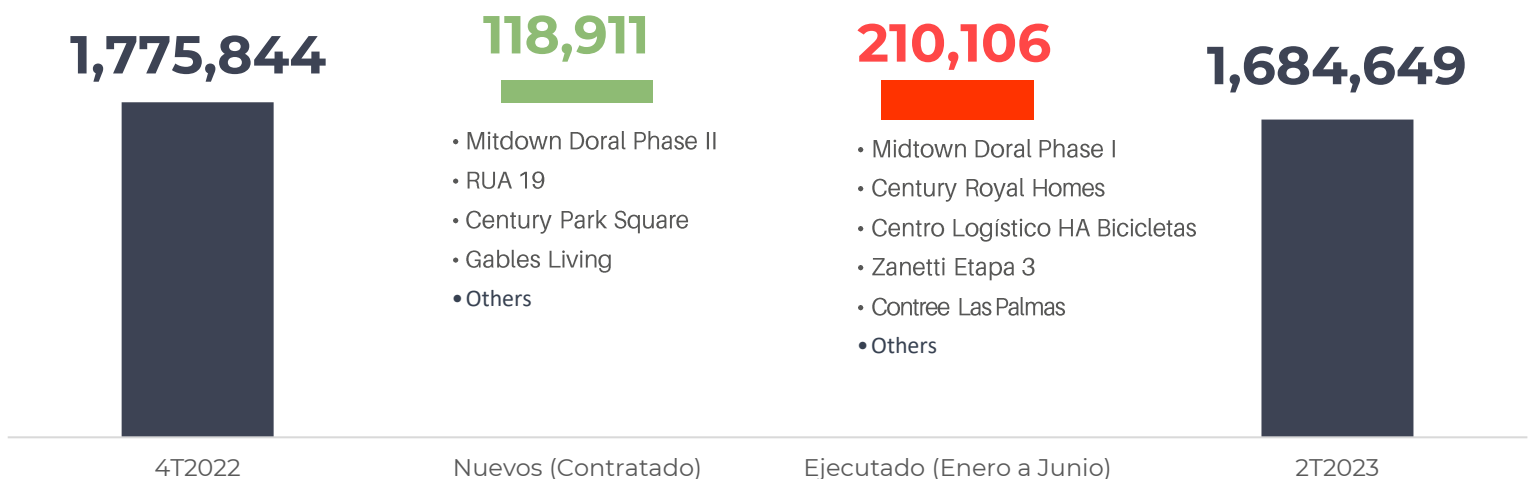 1,775,844
118,911
210,106
1,684,649
• Mitdown Doral Phase II
• RUA 19
• Century Park Square
• Gables Living
• Others
• Midtown Doral Phase I
• Century Royal Homes
• Centro Logístico HA Bicicletas
• Zanetti Etapa 3
• Contree Las Palmas
• Others
4T2022
Nuevos (Contratado)
Ejecutado (Enero a Junio)
2T2023